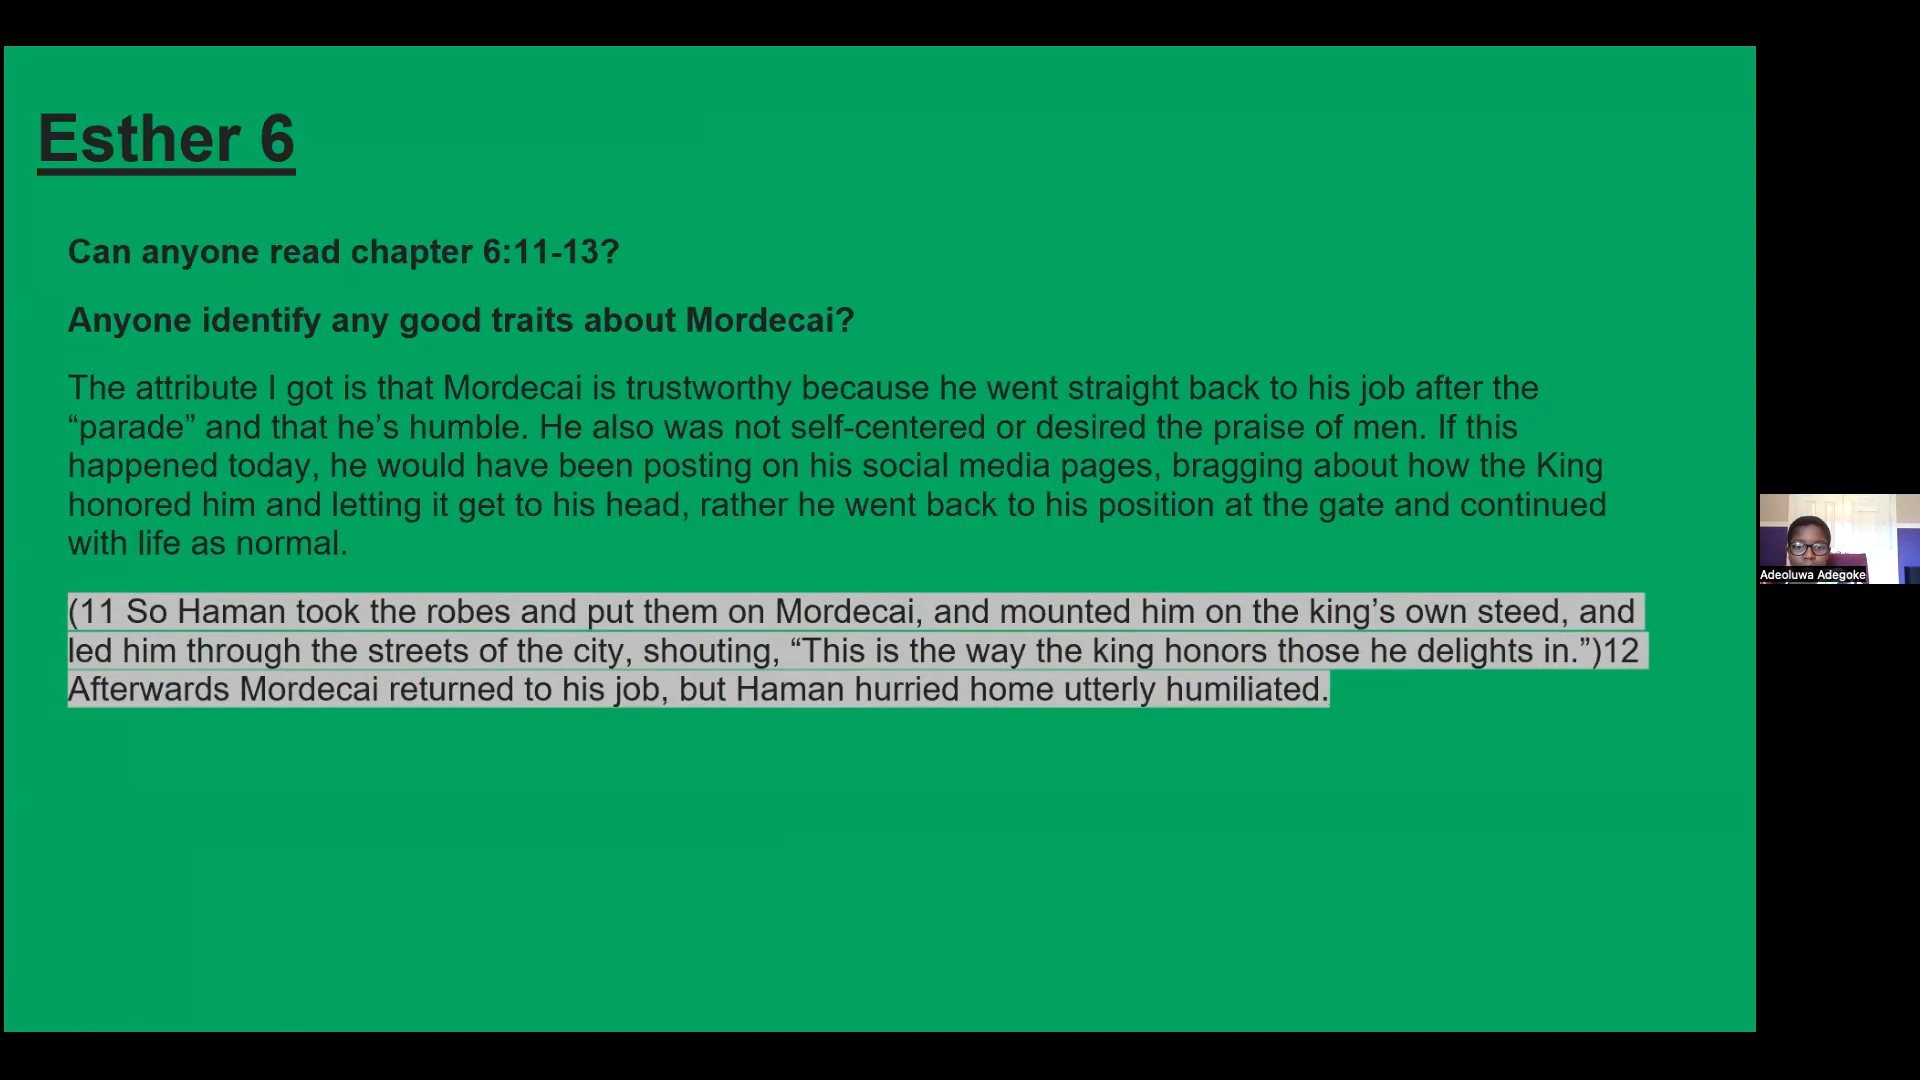 Esther 6
Can anyone read chapter 6:11-13?
Anyone identify any good traits about Mordecai?
The attribute I got is that Mordecai is trustworthy because he went straight back to his job after the
“parade” and that he’s humble. He also was not self-centered or desired the praise of men. If this
happened today, he would have been posting on his social media pages, bragging about how the King
honored him and letting it get to his head, rather he went back to his position at the gate and continued
with life as normal.
(11 So Haman took the robes and put them on Mordecai, and mounted him on the king’s own steed, and
led him through the streets of the city, shouting, “This is the way the king honors those he delights in.”)12
Afterwards Mordecai returned to his job, but Haman hurried home utterly humiliated.
Adeoluwa Adegoke